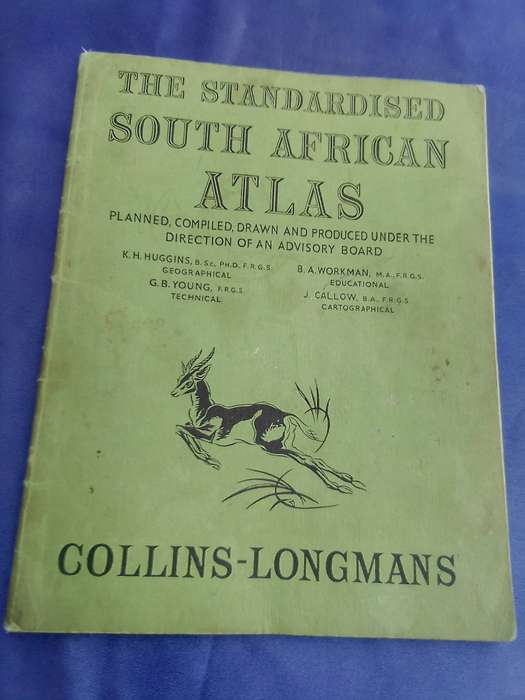 THE STANDARDISED
SOUTH AFRICAN
ATLAS
PLANNED, COMPILED, DRAWN AND PRODUCED UNDER THE
DIRECTION OF AN ADVISORY BOARD
K. H. HUGGINS, B. Sc., PH.D., F.R.G.S.
GEOGRAPHICAL
G. B. YOUNG, F.R.G.S.
TECHNICAL
B. A. WORKMAN, M.A., F.R.G.S.
EDUCATIONAL
J. CALLOW, B.A., F.R.G.S.
CARTOGRAPHICAL
COLLINS-LONGMANS